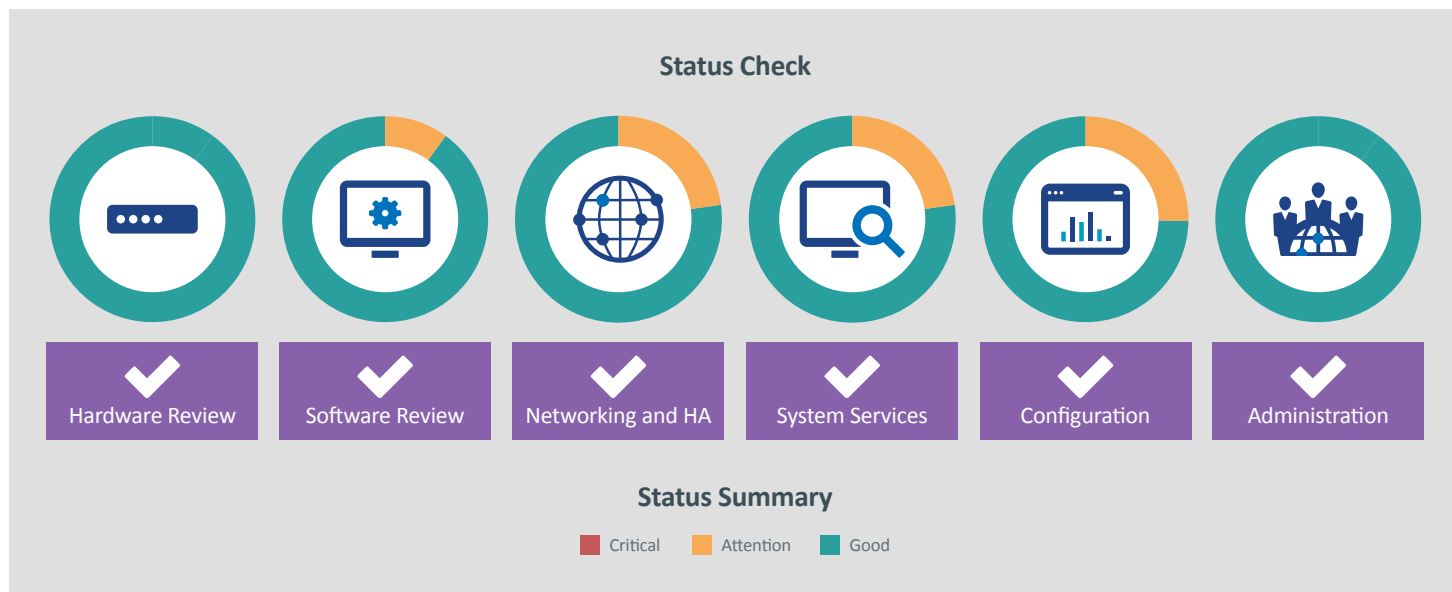 Status Check
Hardware Review
Software Review
Networking and HA
System Services
Configuration
Administration
Status Summary
Critical
Attention
Good